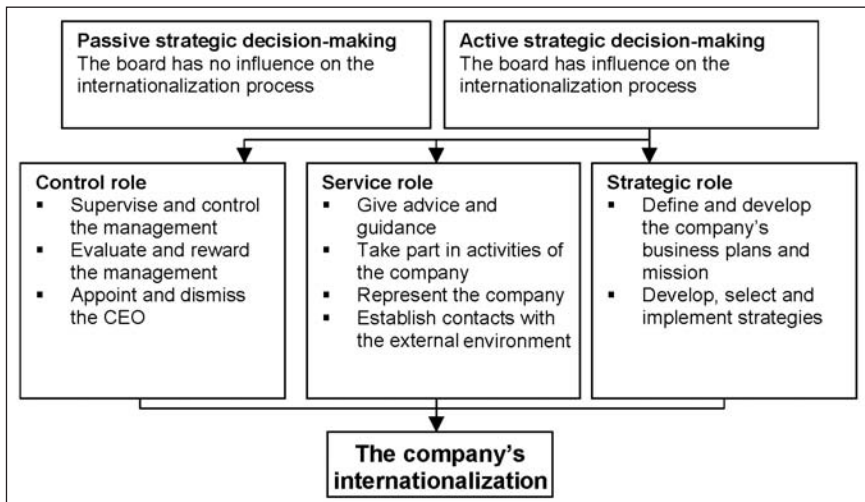 Passive strategic decision-making
The board has no influence on the
internationalization process
Active strategic decision-making
The board has influence on the
internationalization process
Control role
▪ Supervise and control
the management
▪ Evaluate and reward
the management
▪ Appoint and dismiss
the CEO
Service role
▪ Give advice and
guidance
▪ Take part in activities of
the company
▪ Represent the company
▪ Establish contacts with
the external environment
Strategic role
▪ Define and develop
the company's
business plans and
mission
▪ Develop, select and
implement strategies
The company's
internationalization